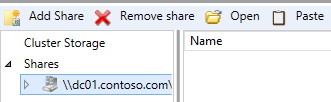 Add Share Remove share Open Paste
Cluster Storage
Name
Shares
\\dc01.contoso.com\